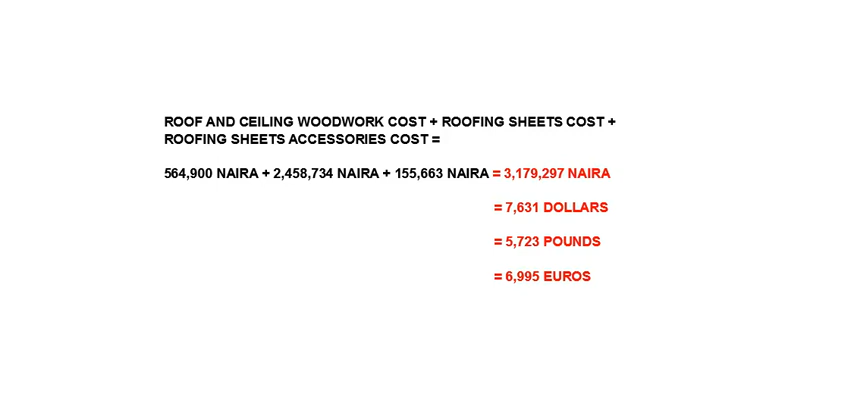 ROOF AND CEILING WOODWORK COST + ROOFING SHEETS COST +
ROOFING SHEETS ACCESSORIES COST =
564,900 NAIRA + 2,458,734 NAIRA + 155,663 NAIRA = 3,179,297 NAIRA
= 7,631 DOLLARS
= 5,723 POUNDS
= 6,995 EUROS